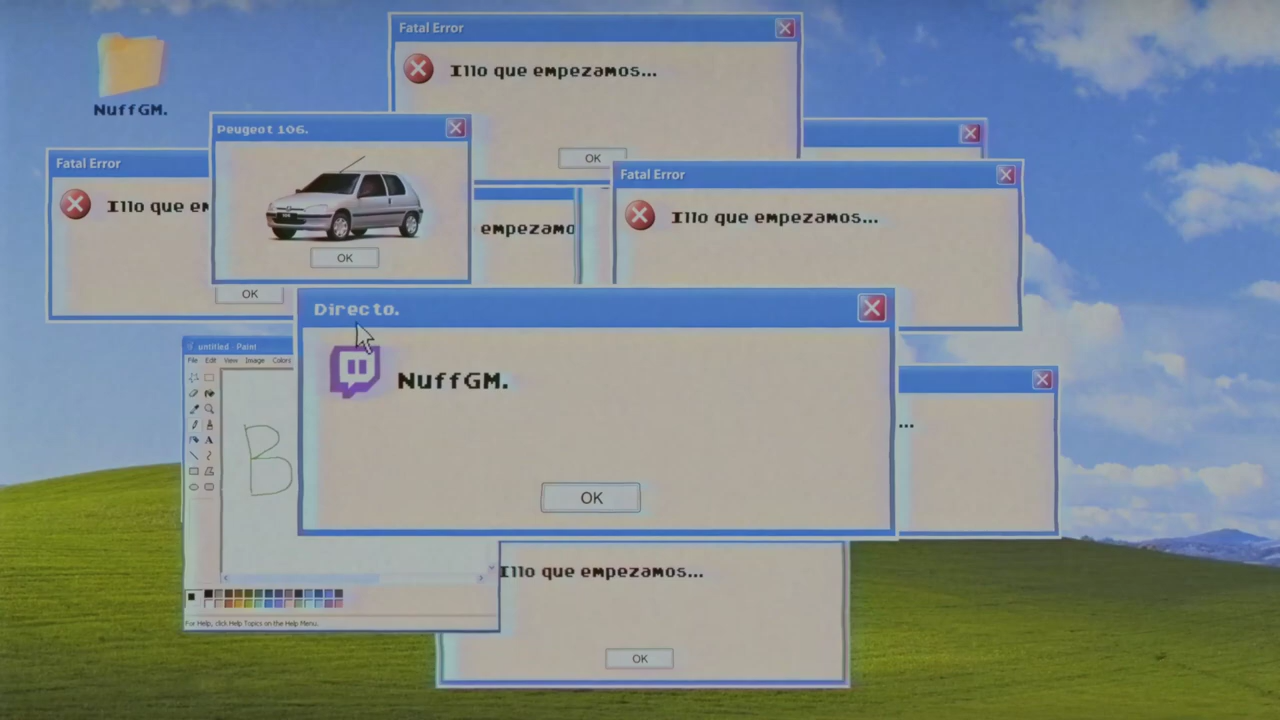 Fatal Error
Illo que empezamos...
OK
NuffGM.
Peugeot 106.
OK
Fatal Error
Illo que
OK
empezamo
Fatal Error
Illo que empezamos...
Directo.
NuffGM.
OK
untitled - Paint
File Edit View Image Colors
B
...
For Help, click Help Topics on the Help Menu.
Illo que empezamos...
OK